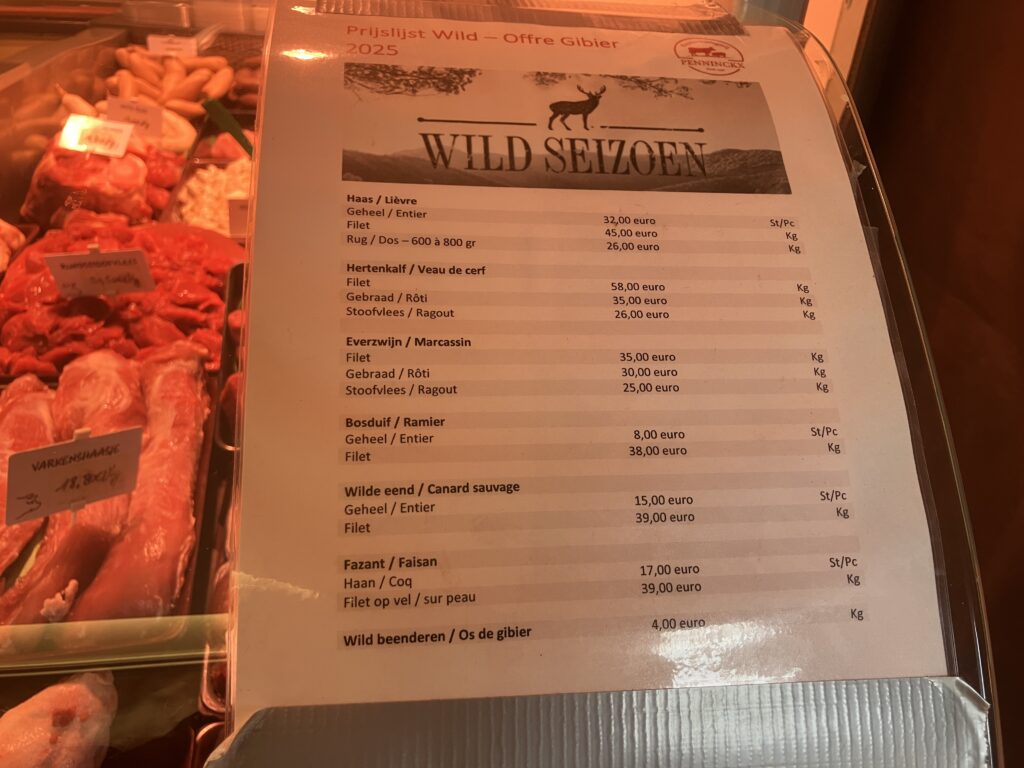 Prijslijst Wild – Offre Gibier
2025
PENNINCKX
WILD SEIZOEN
Haas / Lièvre
Geheel / Entier 32,00 euro St/Pc
Filet 45,00 euro Kg
Rug / Dos – 600 à 800 gr 26,00 euro Kg
Hertenkalf / Veau de cerf
Filet 58,00 euro Kg
Gebraad / Rôti 35,00 euro Kg
Stoofvlees / Ragout 26,00 euro Kg
Everzwijn / Marcassin
Filet 35,00 euro Kg
Gebraad / Rôti 30,00 euro Kg
Stoofvlees / Ragout 25,00 euro Kg
Bosduif / Ramier
Geheel / Entier 8,00 euro St/Pc
Filet 38,00 euro Kg
Wilde eend / Canard sauvage
Geheel / Entier 15,00 euro St/Pc
Filet 39,00 euro Kg
Fazant / Faisan
Haan / Coq 17,00 euro St/Pc
Filet op vel / sur peau 39,00 euro Kg
Wild beenderen / Os de gibier 4,00 euro Kg
RUNDSSTOOFVLEES
VARKENSHAASJE
18,80€/kg